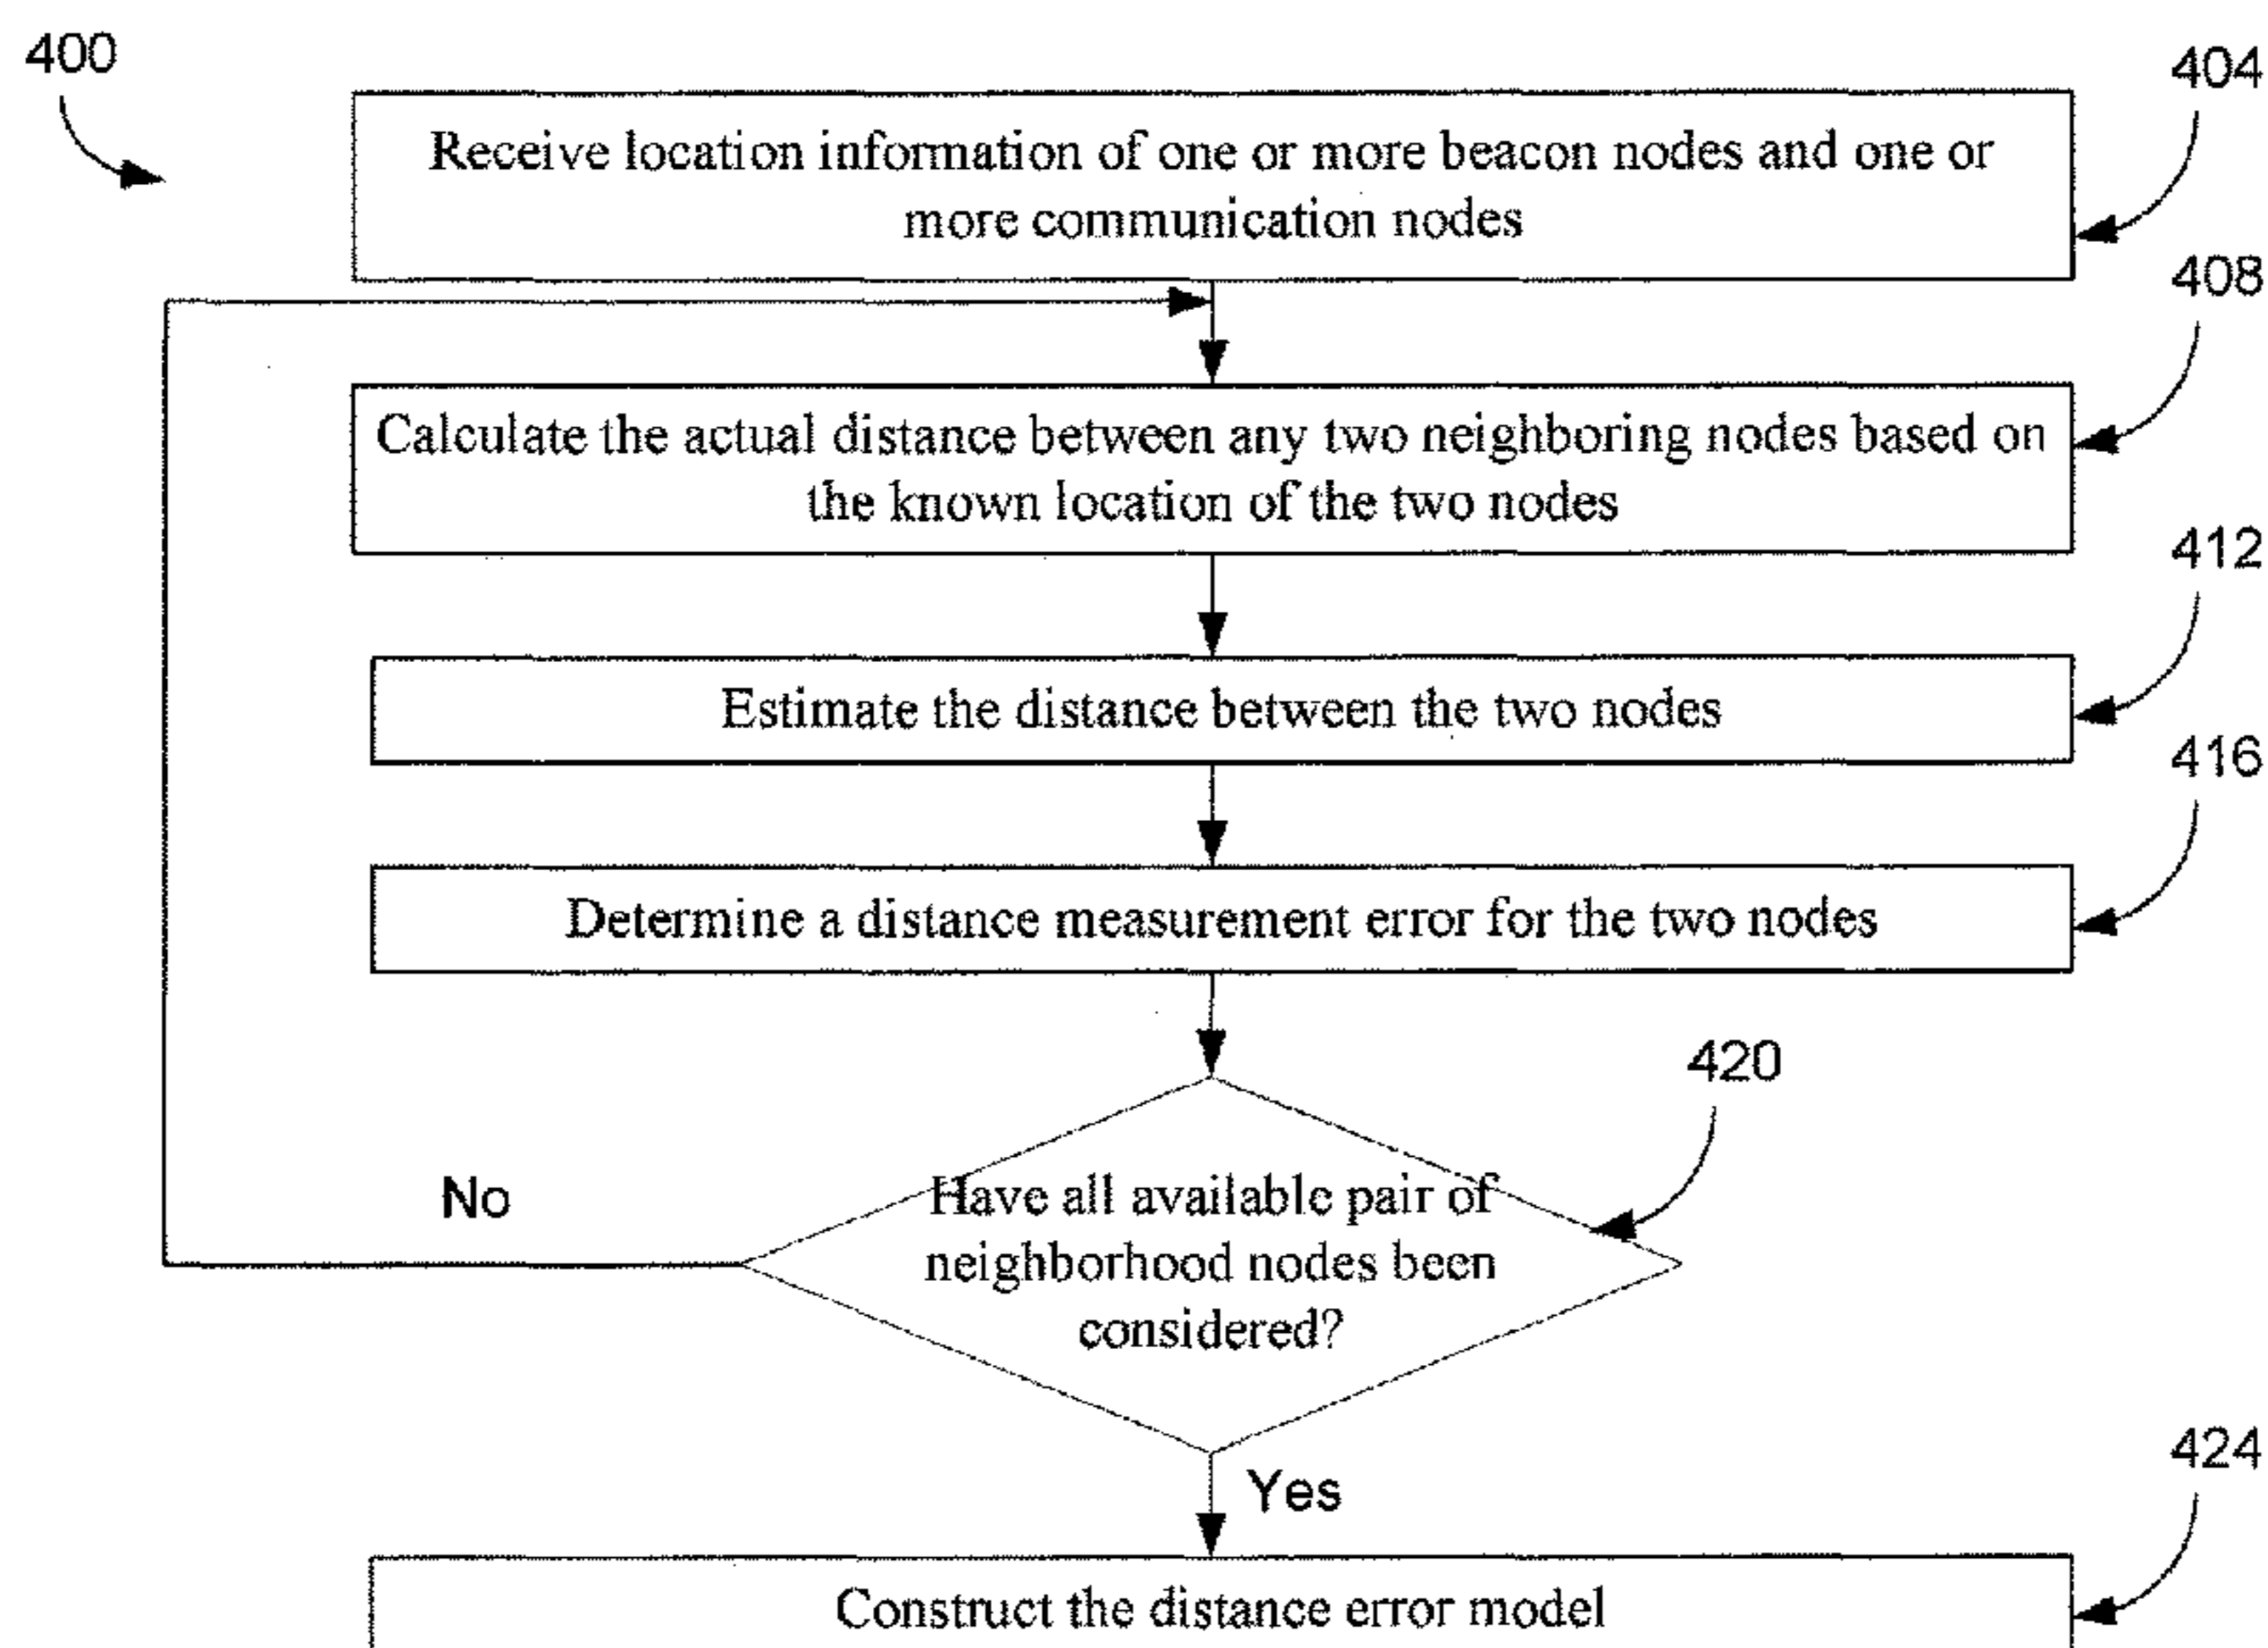 400
404
Receive location information of one or more beacon nodes and one or
more communication nodes
408
Calculate the actual distance between any two neighboring nodes based on
the known location of the two nodes
412
Estimate the distance between the two nodes
416
Determine a distance measurement error for the two nodes
420
Have all available pair of
neighborhood nodes been
considered?
No
Yes
424
Construct the distance error model